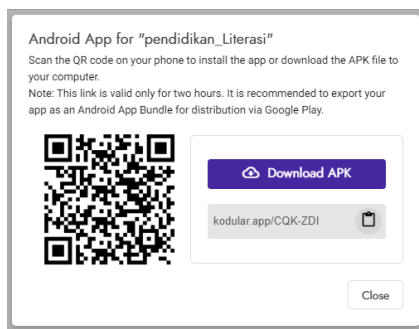 Android App for "pendidikan_Literasi"
Scan the QR code on your phone to install the app or download the APK file to
your computer.
Note: This link is valid only for two hours. It is recommended to export your
app as an Android App Bundle for distribution via Google Play.
Download APK
kodular.app/CQK-ZDI
Close